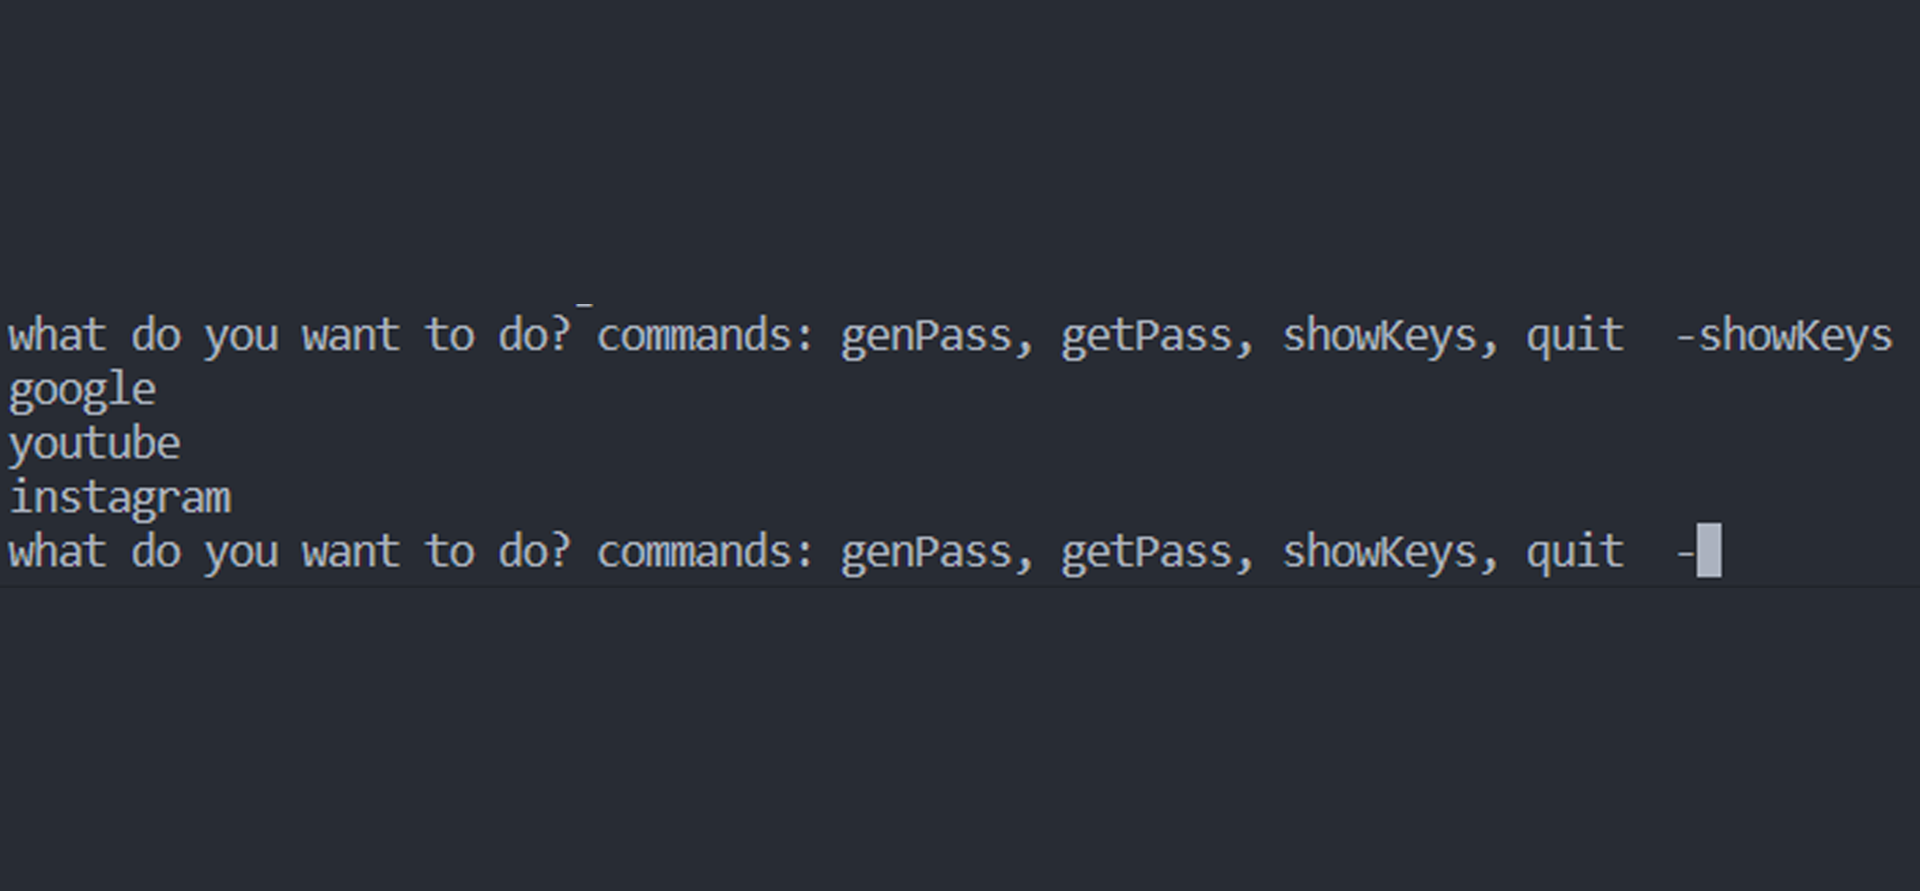 what do you want to do? commands: genPass, getPass, showKeys, quit  -showKeys
google
youtube
instagram
what do you want to do? commands: genPass, getPass, showKeys, quit  -